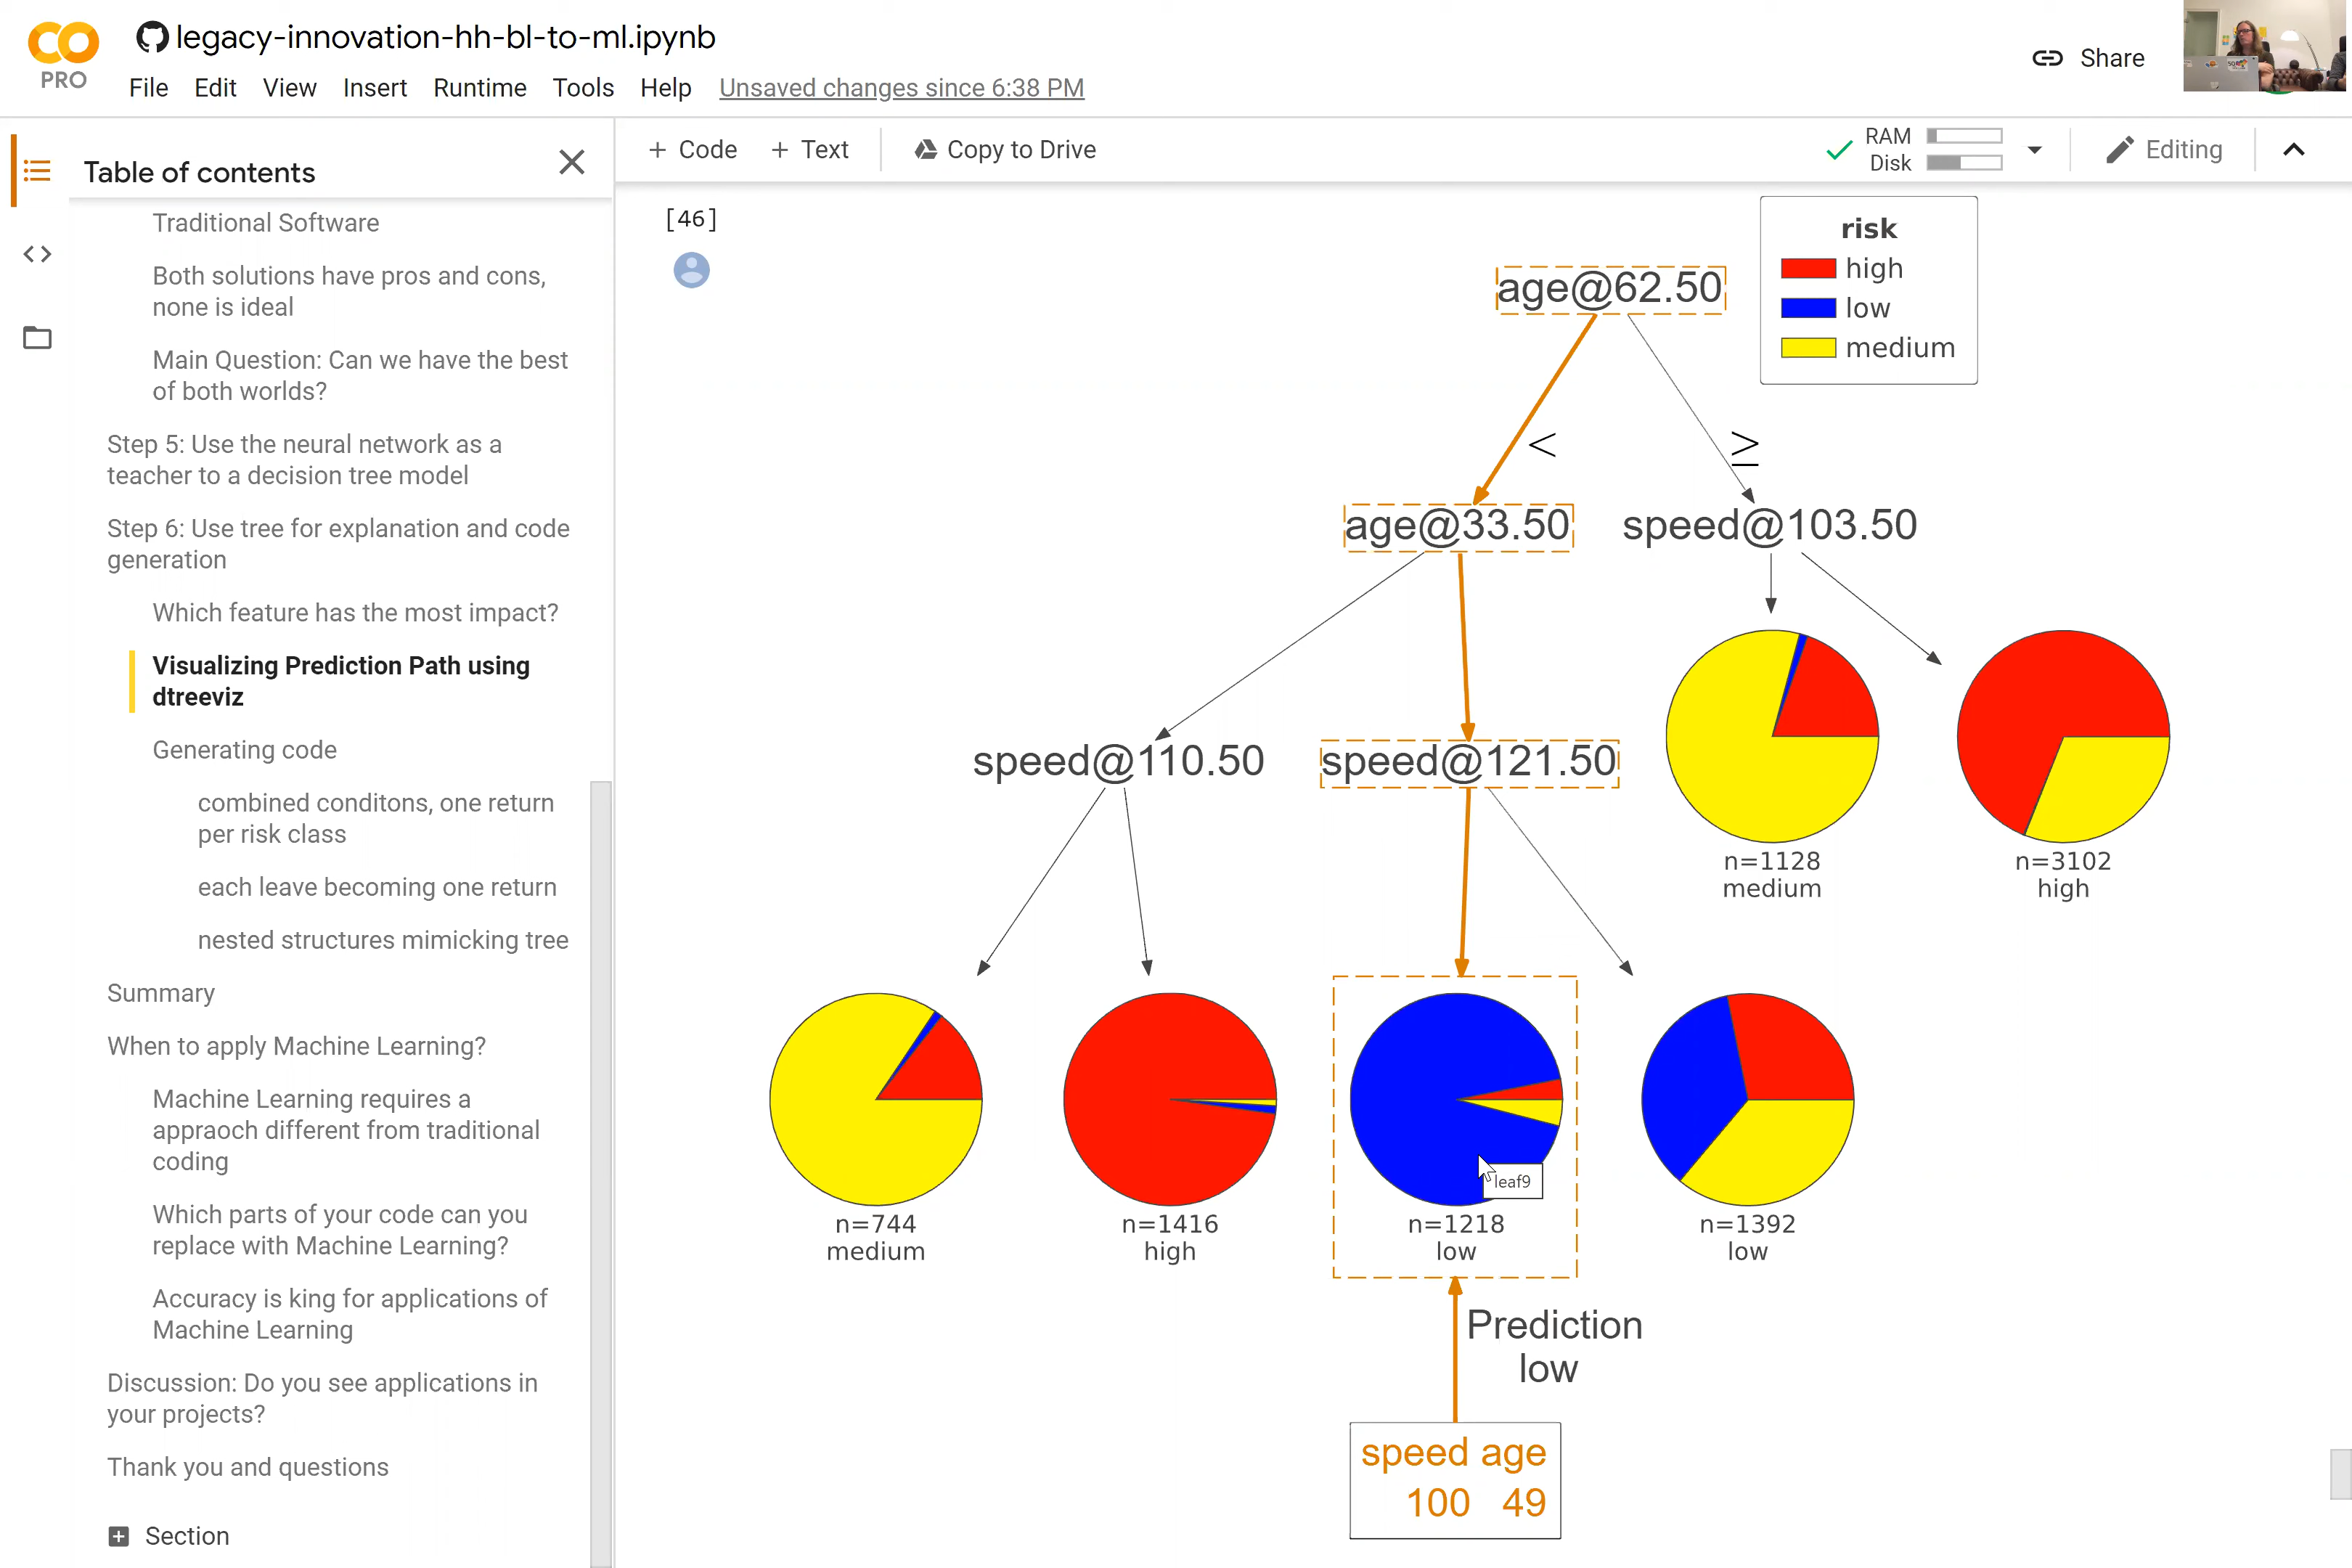 legacy-innovation-hh-bl-to-ml.ipynb
PRO
File Edit View Insert Runtime Tools Help Unsaved changes since 6:38 PM
Share
Table of contents
+ Code + Text Copy to Drive
RAM
Disk
Editing
Traditional Software
Both solutions have pros and cons,
none is ideal
Main Question: Can we have the best
of both worlds?
Step 5: Use the neural network as a
teacher to a decision tree model
Step 6: Use tree for explanation and code
generation
Which feature has the most impact?
Visualizing Prediction Path using
dtreeviz
Generating code
combined conditons, one return
per risk class
each leave becoming one return
nested structures mimicking tree
Summary
When to apply Machine Learning?
Machine Learning requires a
appraoch different from traditional
coding
Which parts of your code can you
replace with Machine Learning?
Accuracy is king for applications of
Machine Learning
Discussion: Do you see applications in
your projects?
Thank you and questions
Section
[46]
risk
high
low
medium
age@62.50
< ≥
age@33.50 speed@103.50
speed@110.50 speed@121.50
n=1128
medium
n=3102
high
n=744
medium
n=1416
high
leaf9
n=1218
low
n=1392
low
Prediction
low
speed age
100 49